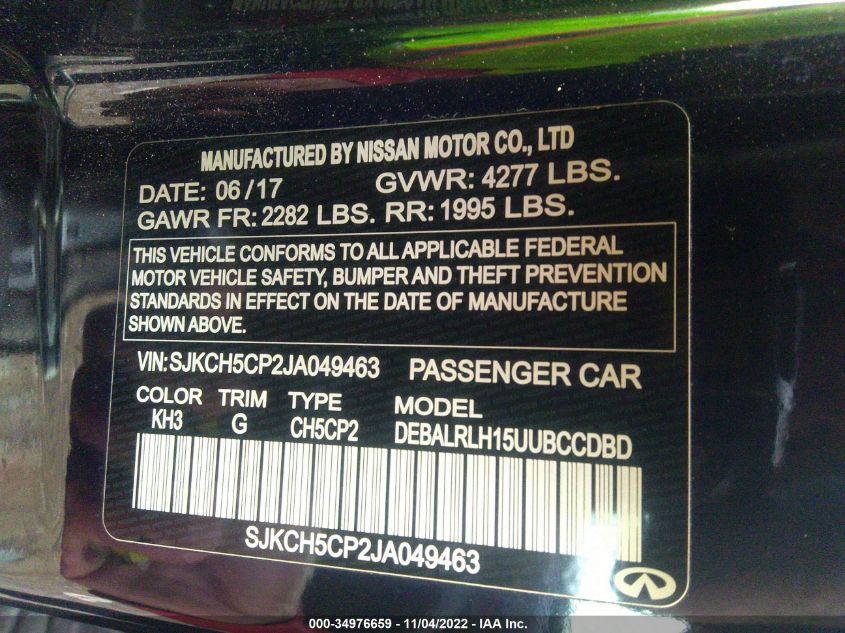 MANUFACTURED BY NISSAN MOTOR CO., LTD
DATE: 06/17 GVWR: 4277 LBS.
GAWR FR: 2282 LBS. RR: 1995 LBS.
THIS VEHICLE CONFORMS TO ALL APPLICABLE FEDERAL
MOTOR VEHICLE SAFETY, BUMPER AND THEFT PREVENTION
STANDARDS IN EFFECT ON THE DATE OF MANUFACTURE
SHOWN ABOVE.
VIN: SJKCH5CP2JA049463 PASSENGER CAR
COLOR TRIM TYPE MODEL
KH3 G CH5CP2 DEBALRLH15UUBCCDBD
SJKCH5CP2JA049463
000-34976659 - 11/04/2022 - IAA Inc.